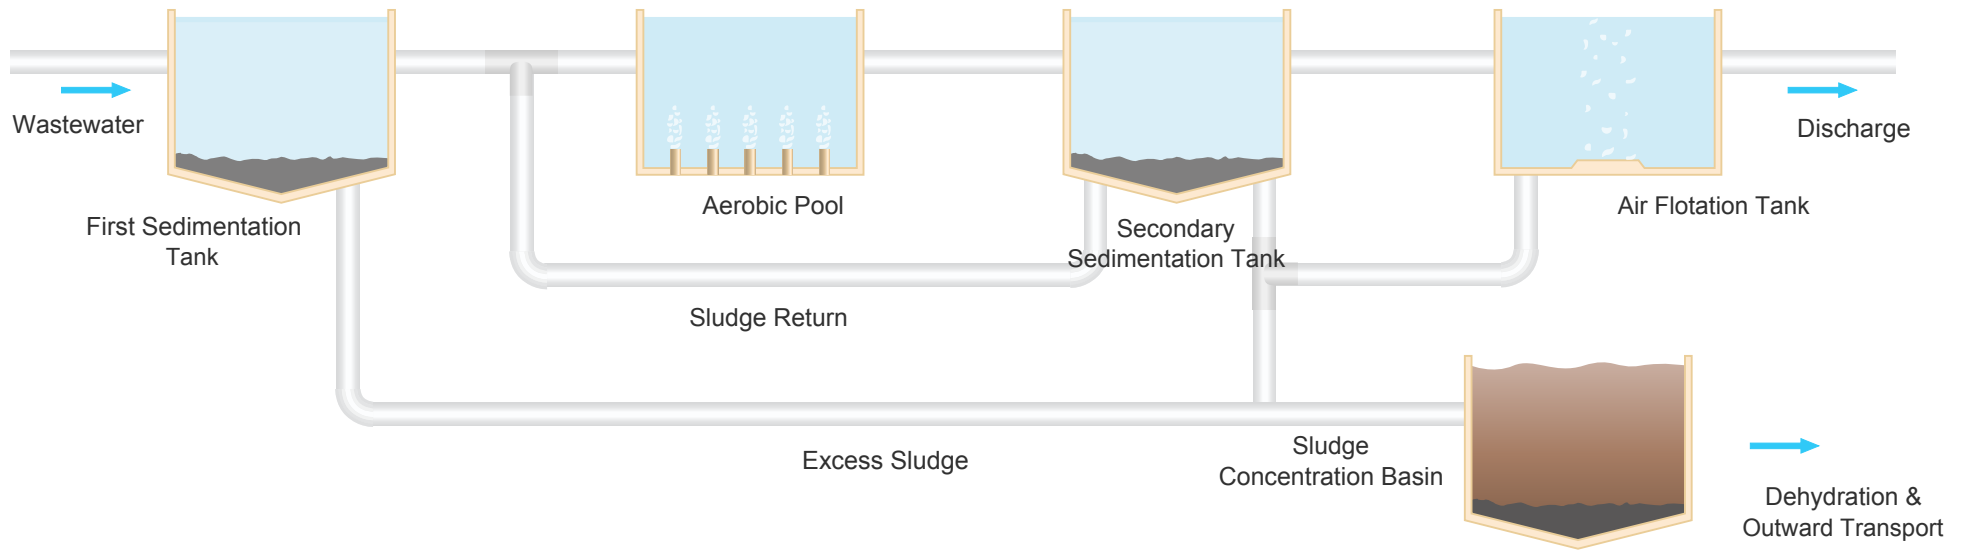 Wastewater
First Sedimentation
Tank
Aerobic Pool
Secondary
Sedimentation Tank
Air Flotation Tank
Discharge
Sludge Return
Excess Sludge
Sludge
Concentration Basin
Dehydration &
Outward Transport